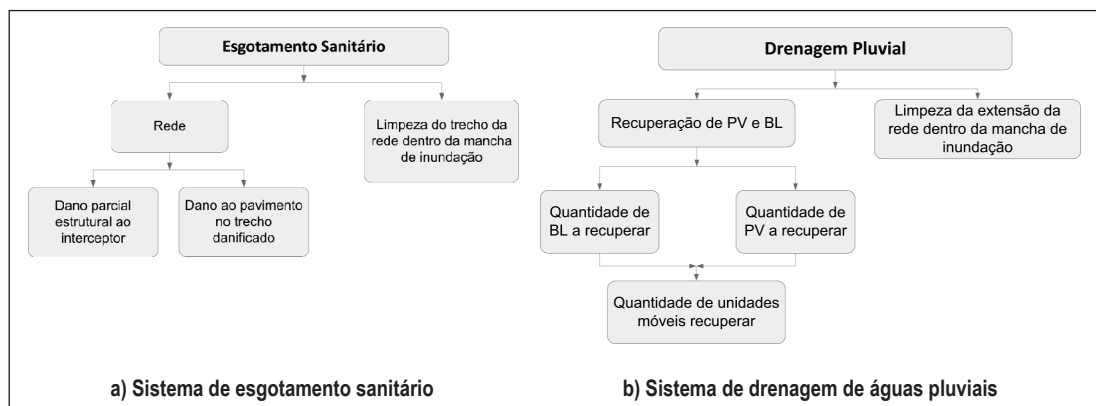 Esgotamento Sanitário
Rede
Limpeza do trecho da
rede dentro da mancha
de inundação
Dano parcial
estrutural ao
interceptor
Dano ao pavimento
no trecho
danificado
a) Sistema de esgotamento sanitário
Drenagem Pluvial
Recuperação de PV e BL
Limpeza da extensão da
rede dentro da mancha de
inundação
Quantidade de
BL a recuperar
Quantidade de
PV a recuperar
Quantidade de unidades
móveis recuperar
b) Sistema de drenagem de águas pluviais